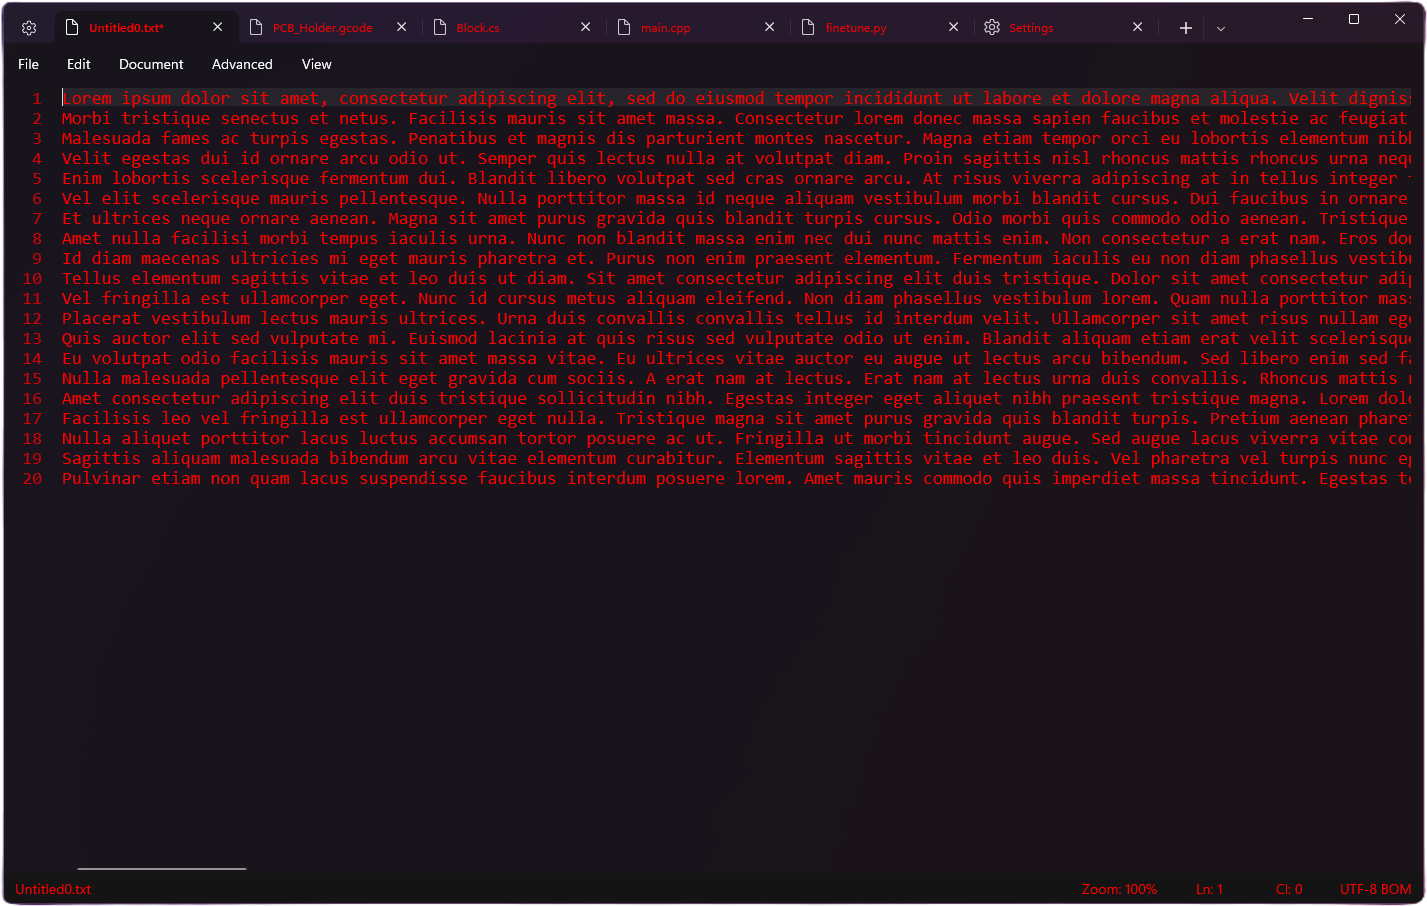 Untitled0.txt* PCB_Holder.gcode Block.cs main.cpp finetune.py Settings
File Edit Document Advanced View
1 Lorem ipsum dolor sit amet, consectetur adipiscing elit, sed do eiusmod tempor incididunt ut labore et dolore magna aliqua. Velit
2 Morbi tristique senectus et netus. Facilisis mauris sit amet massa. Consectetur lorem donec massa sapien faucibus et molestie ac feugiat
3 Malesuada fames ac turpis egestas. Penatibus et magnis dis parturient montes nascetur. Magna etiam tempor orci eu lobortis elementum
4 Velit egestas dui id ornare arcu odio ut. Semper quis lectus nulla at volutpat diam. Proin sagittis nisl rhoncus mattis rhoncus urna
5 Enim lobortis scelerisque fermentum dui. Blandit libero volutpat sed cras ornare arcu. At risus viverra adipiscing at in tellus integer
6 Vel elit scelerisque mauris pellentesque. Nulla porttitor massa id neque aliquam vestibulum morbi blandit cursus. Dui faucibus in ornare
7 Et ultrices neque ornare aenean. Magna sit amet purus gravida quis blandit turpis cursus. Odio morbi quis commodo odio aenean. Tristique
8 Amet nulla facilisi morbi tempus iaculis urna. Nunc non blandit massa enim nec dui nunc mattis enim. Non consectetur a erat nam. Eros
9 Id diam maecenas ultricies mi eget mauris pharetra et. Purus non enim praesent elementum. Fermentum iaculis eu non diam phasellus
10 Tellus elementum sagittis vitae et leo duis ut diam. Sit amet consectetur adipiscing elit duis tristique. Dolor sit amet consectetur
11 Vel fringilla est ullamcorper eget. Nunc id cursus metus aliquam eleifend. Non diam phasellus vestibulum lorem. Quam nulla porttitor
12 Placerat vestibulum lectus mauris ultrices. Urna duis convallis convallis tellus id interdum velit. Ullamcorper sit amet risus nullam
13 Quis auctor elit sed vulputate mi. Euismod lacinia at quis risus sed vulputate odio ut enim. Blandit aliquam etiam erat velit
14 Eu volutpat odio facilisis mauris sit amet massa vitae. Eu ultrices vitae auctor eu augue ut lectus arcu bibendum. Sed libero enim sed
15 Nulla malesuada pellentesque elit eget gravida cum sociis. A erat nam at lectus. Erat nam at lectus urna duis convallis. Rhoncus mattis
16 Amet consectetur adipiscing elit duis tristique sollicitudin nibh. Egestas integer eget aliquet nibh praesent tristique magna. Lorem
17 Facilisis leo vel fringilla est ullamcorper eget nulla. Tristique magna sit amet purus gravida quis blandit turpis. Pretium aenean
18 Nulla aliquet porttitor lacus luctus accumsan tortor posuere ac ut. Fringilla ut morbi tincidunt augue. Sed augue lacus viverra vitae
19 Sagittis aliquam malesuada bibendum arcu vitae elementum curabitur. Elementum sagittis vitae et leo duis. Vel pharetra vel turpis nunc
20 Pulvinar etiam non quam lacus suspendisse faucibus interdum posuere lorem. Amet mauris commodo quis imperdiet massa tincidunt. Egestas
Untitled0.txt Zoom: 100% Ln: 1 Cl: 0 UTF-8 BOM